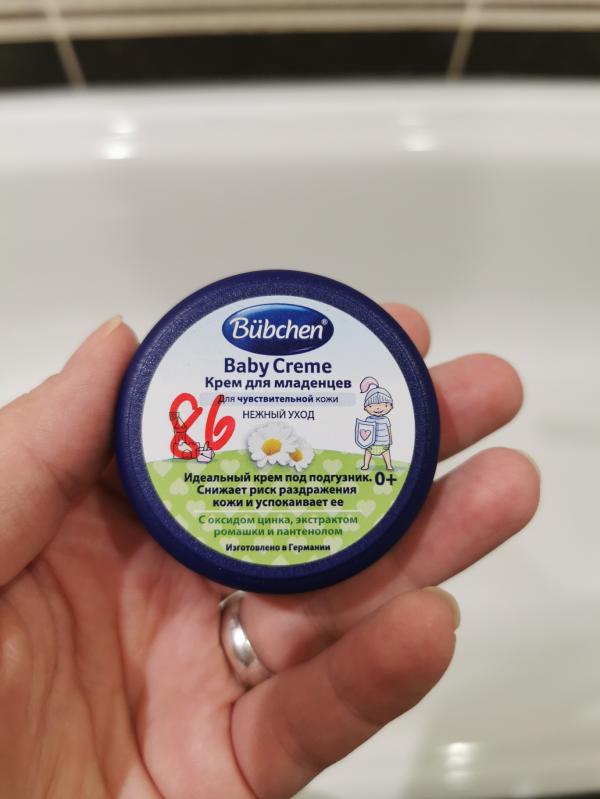 Bübchen®
Baby Creme
Крем для младенцев
Для чувствительной кожи
НЕЖНЫЙ УХОД
86
Идеальный крем под подгузник.
Снижает риск раздражения
кожи и успокаивает ее
0+
С оксидом цинка, экстрактом
ромашки и пантенолом
Изготовлено в Германии